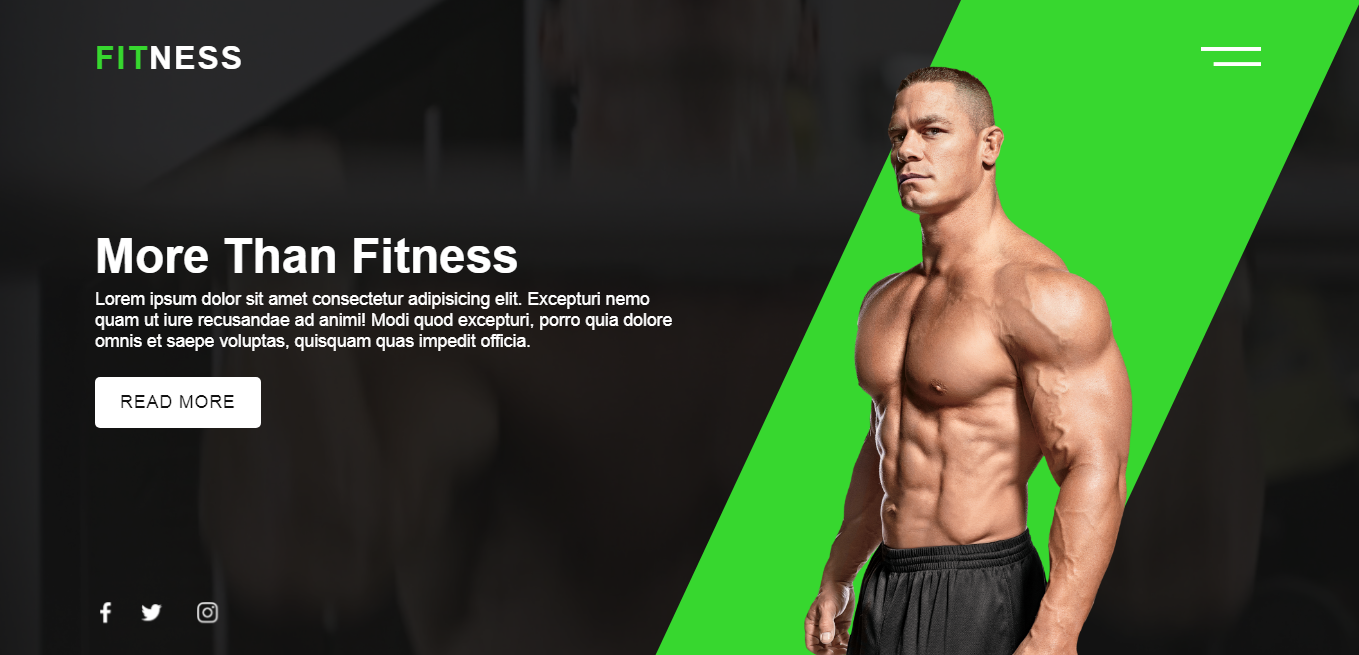 FITNESS
More Than Fitness
Lorem ipsum dolor sit amet consectetur adipisicing elit. Excepturi nemo
quam ut iure recusandae ad animi! Modi quod excepturi, porro quia dolore
omnis et saepe voluptas, quisquam quas impedit officia.
READ MORE